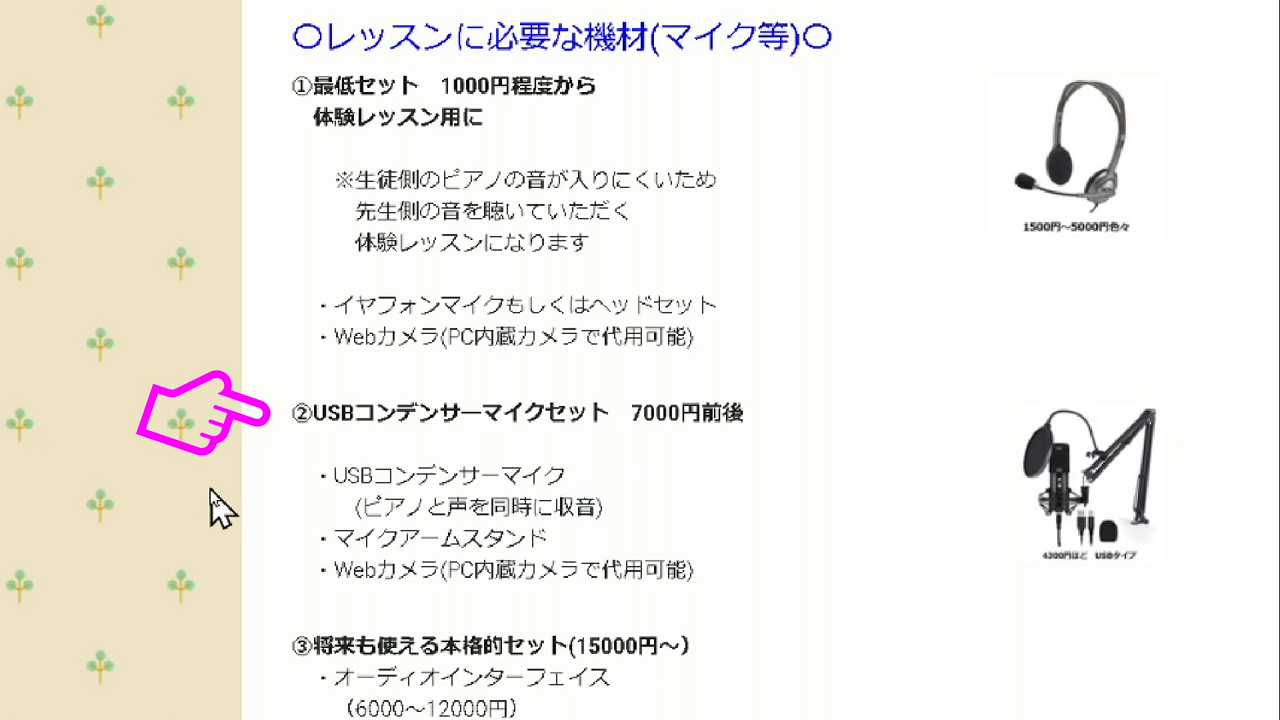 〇レッスンに必要な機材(マイク等)〇
①最低セット　1000円程度から
体験レッスン用に
※生徒側のピアノの音が入りにくいため
先生側の音を聴いていただく
体験レッスンになります
・イヤフォンマイクもしくはヘッドセット
・Webカメラ(PC内蔵カメラで代用可能)
1500円～5000円色々
②USBコンデンサーマイクセット　7000円前後
・USBコンデンサーマイク
(ピアノと声を同時に収音)
・マイクアームスタンド
・Webカメラ(PC内蔵カメラで代用可能)
4200円ほど　USBタイプ
③将来も使える本格的セット(15000円～）
・オーディオインターフェイス
（6000～12000円）